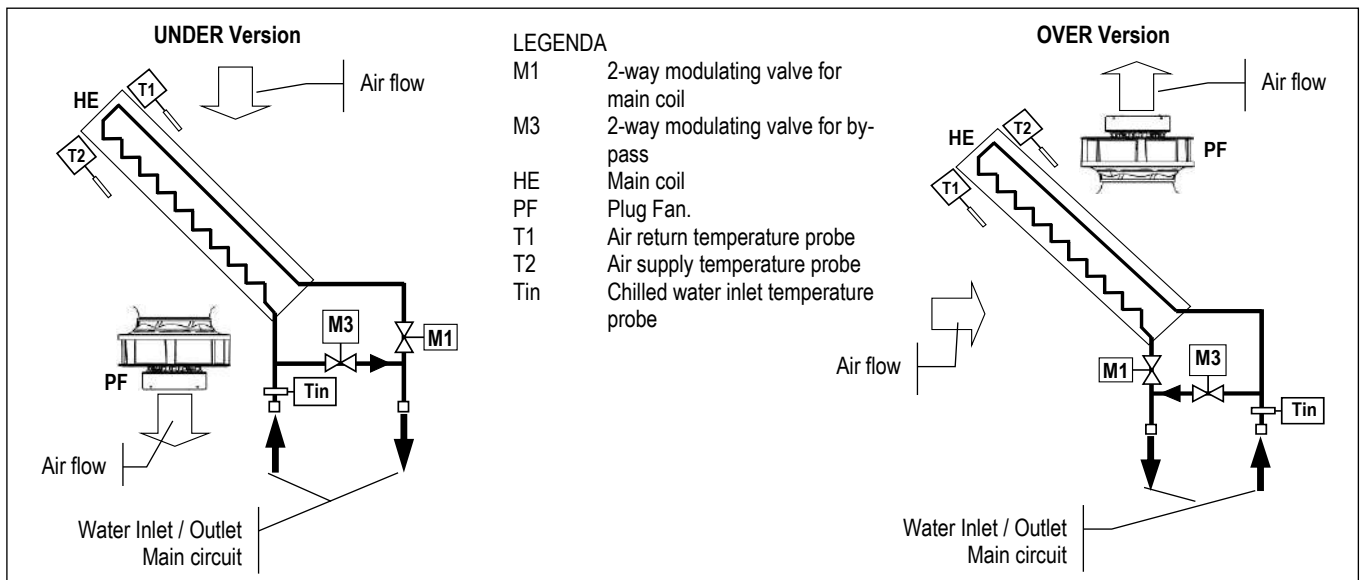 UNDER Version
Air flow
T1
HE
T2
M3
M1
PF
Tin
Air flow
Water Inlet / Outlet
Main circuit
LEGENDA
M1 2-way modulating valve for
main coil
M3 2-way modulating valve for by-
pass
HE Main coil
PF Plug Fan.
T1 Air return temperature probe
T2 Air supply temperature probe
Tin Chilled water inlet temperature
probe
OVER Version
Air flow
T2
HE
PF
T1
Air flow
M3
M1
Tin
Water Inlet / Outlet
Main circuit